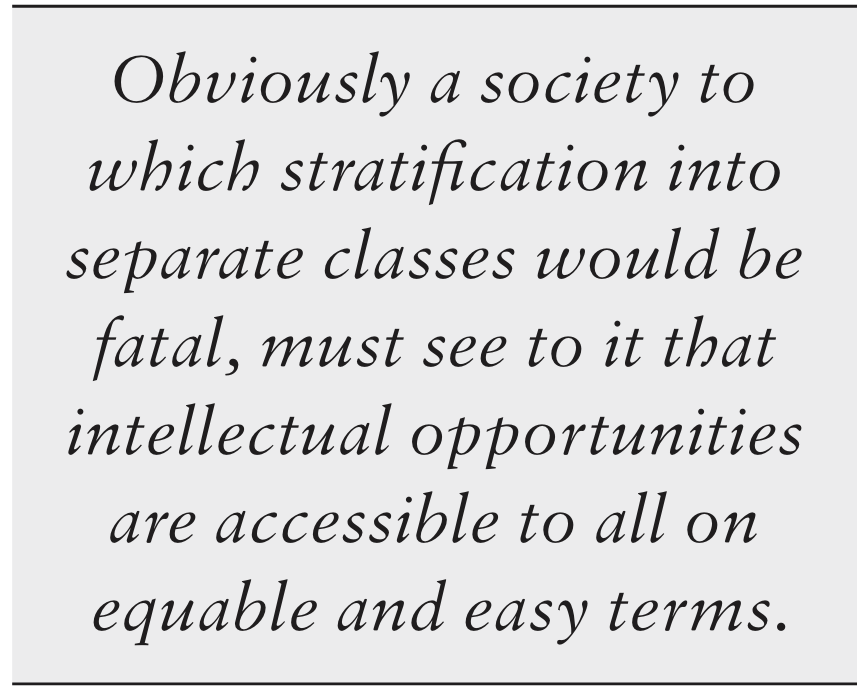 Obviously a society to
which stratification into
separate classes would be
fatal, must see to it that
intellectual opportunities
are accessible to all on
equable and easy terms.